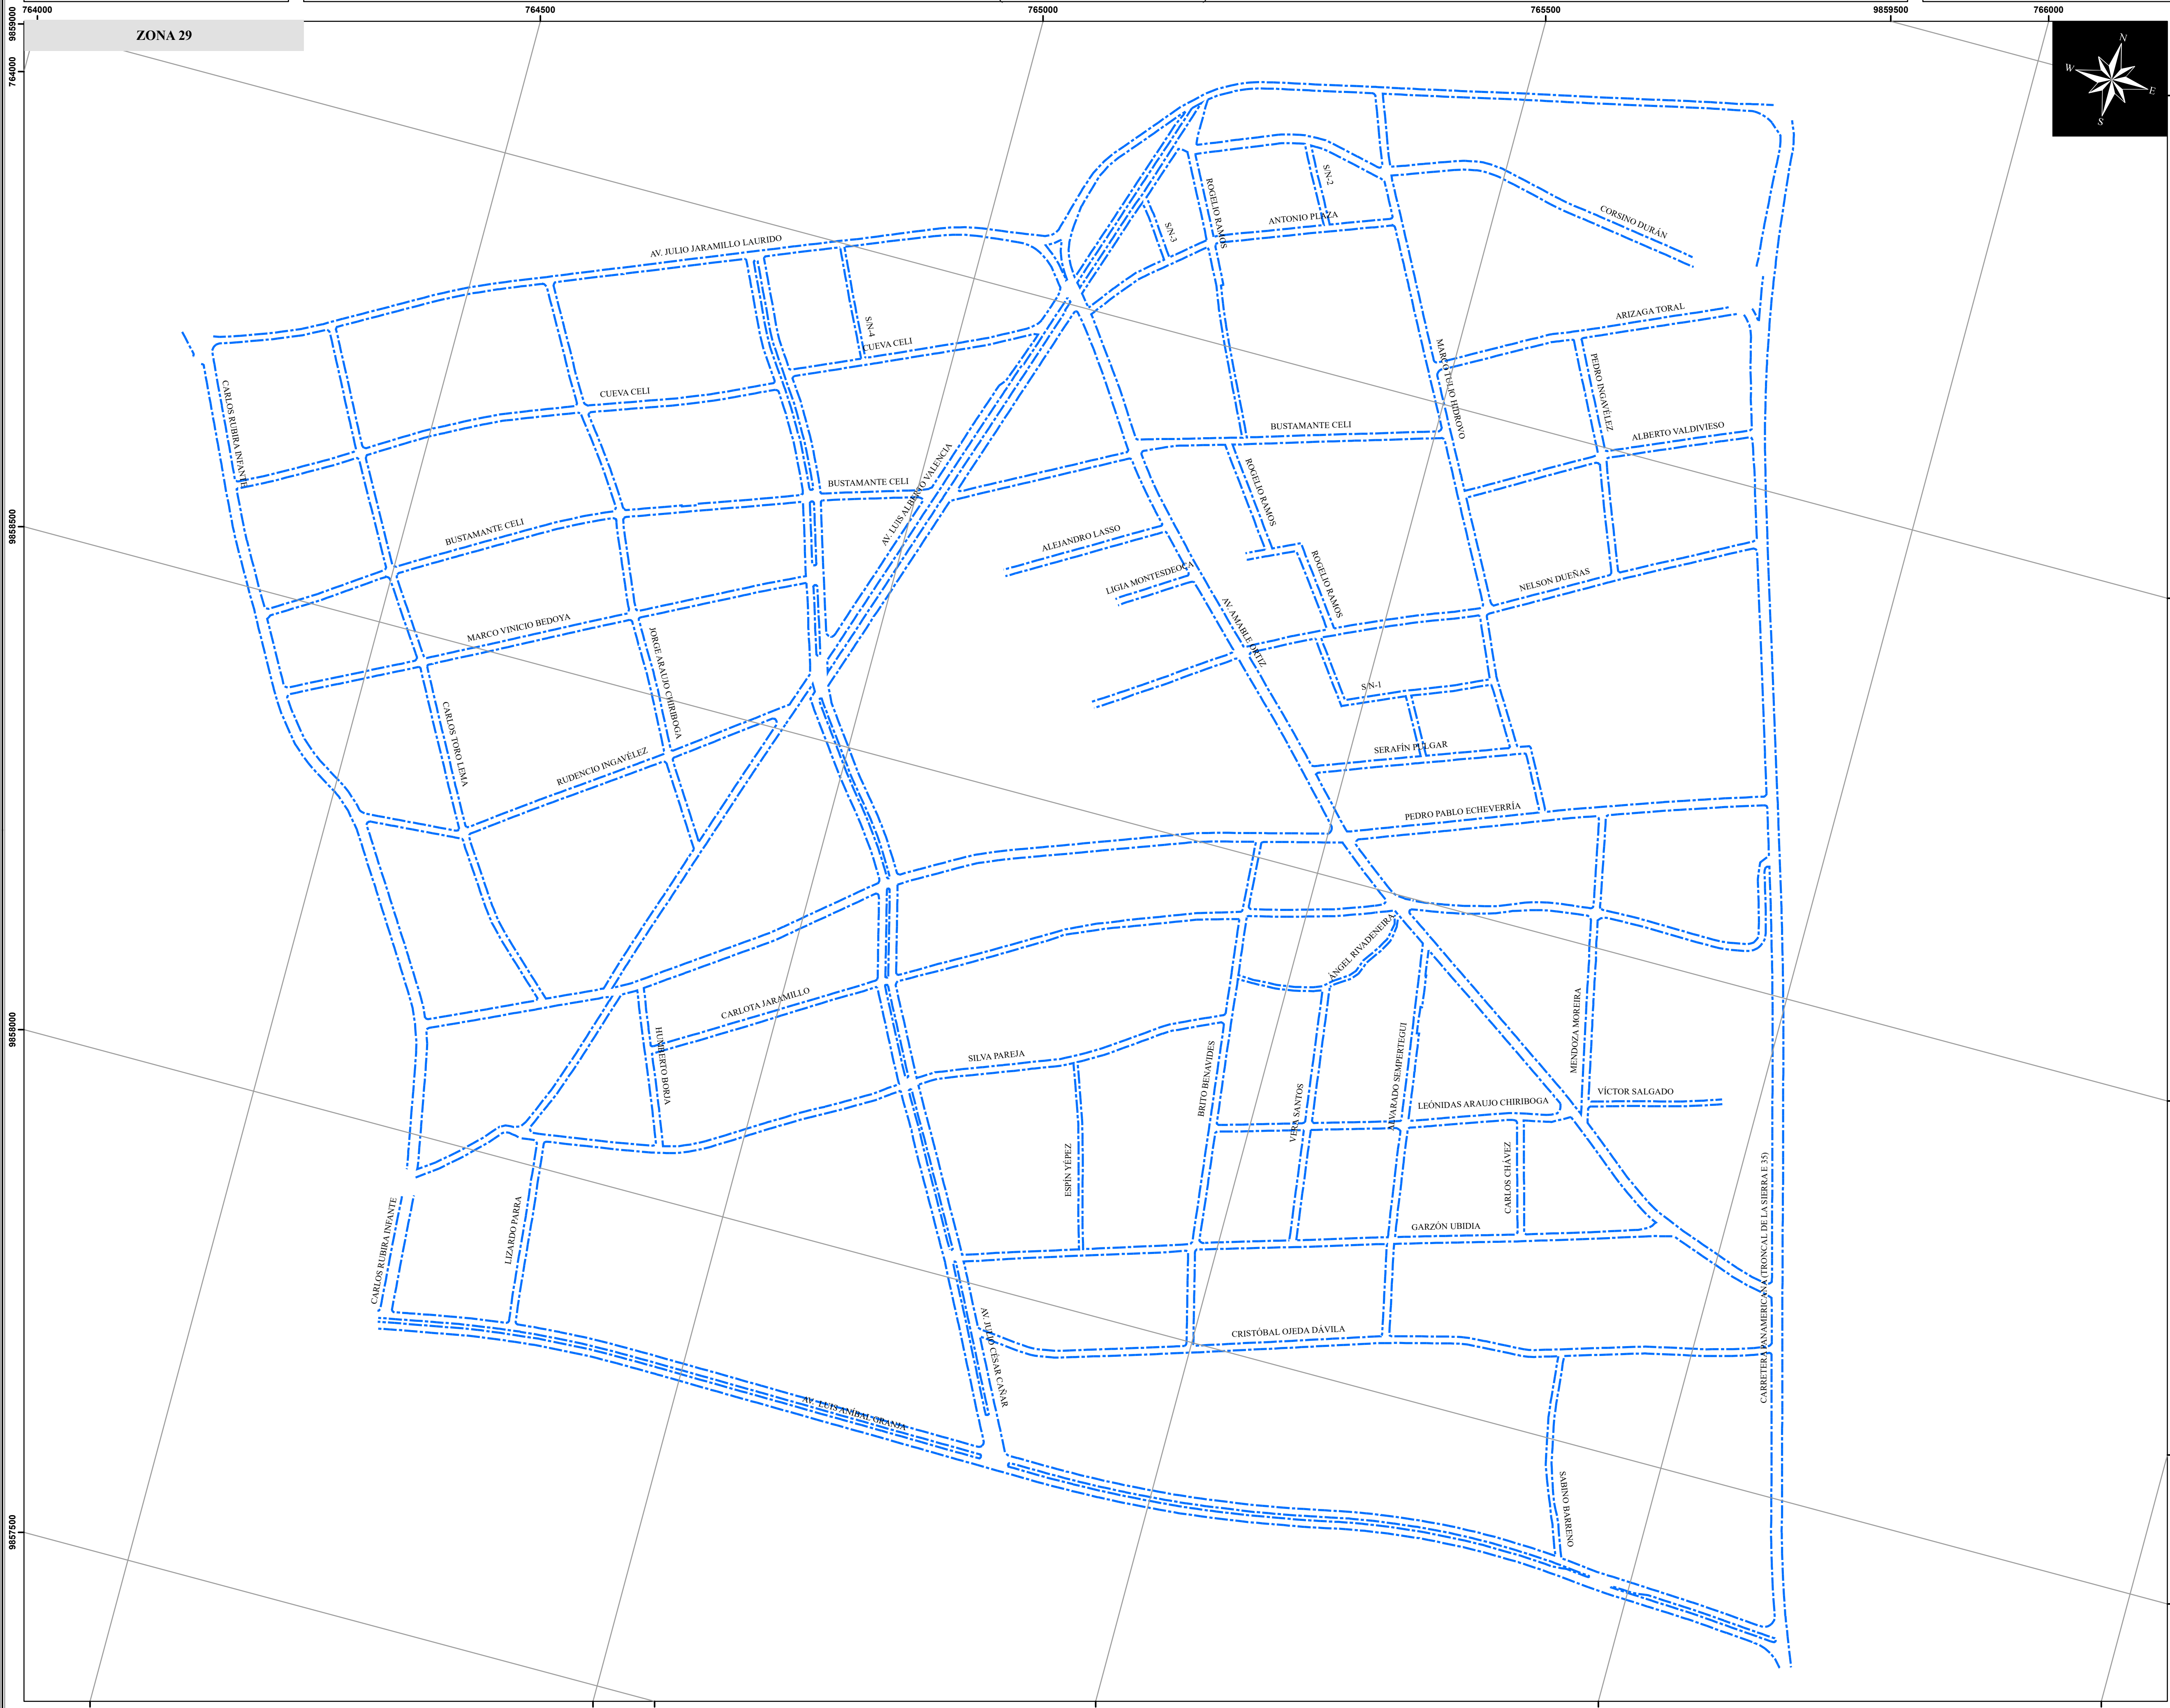 764000
764500
765000
765500
9859500
766000
9859000
764000
ZONA 29
N
W
E
S
S/N-2
ROGELIO RAMOS
CORSINO DURÁN
ANTONIO PLAZA
S/N-3
AV. JULIO JARAMILLO LAURIDO
ARIZAGA TORAL
S/N-4
CUEVA CELI
MARCO TULIO HIDROVO
PEDRO INGAVÉLEZ
CARLOS RUBIRA INFANTE
CUEVA CELI
BUSTAMANTE CELI
ALBERTO VALDIVIESO
AV. LUIS ALBERTO VALENCIA
ROGELIO RAMOS
BUSTAMANTE CELI
9858500
BUSTAMANTE CELI
ALEJANDRO LASSO
ROGELIO RAMOS
LIGIA MONTESDEOCA
NELSON DUEÑAS
AV. AMABLE ORTIZ
MARCO VINICIO BEDOYA
JORGE ARAUJO CHIRIBOGA
S/N-1
CARLOS TORO LEMA
RUDENCIO INGAVÉLEZ
SERAFÍN PULGAR
PEDRO PABLO ECHEVERRÍA
ÁNGEL RIVADENEIRA
9858000
CARLOTA JARAMILLO
MENDOZA MOREIRA
HUMBERTO BORJA
ALVARADO SEMPERTEGUI
SILVA PAREJA
BRITO BENAVIDES
VERA SANTOS
VÍCTOR SALGADO
LEÓNIDAS ARAUJO CHIRIBOGA
ESPÍN YÉPEZ
CARLOS CHÁVEZ
CARRETERA PANAMERICANA (TRONCAL DE LA SIERRA E 35)
CARLOS RUBIRA INFANTE
LIZARDO PARRA
GARZÓN UBIDIA
AV. JULIO CÉSAR CAÑAR
CRISTÓBAL OJEDA DÁVILA
AV. LUIS ANÍBAL GRANJA
SABINO BARRENO
9857500